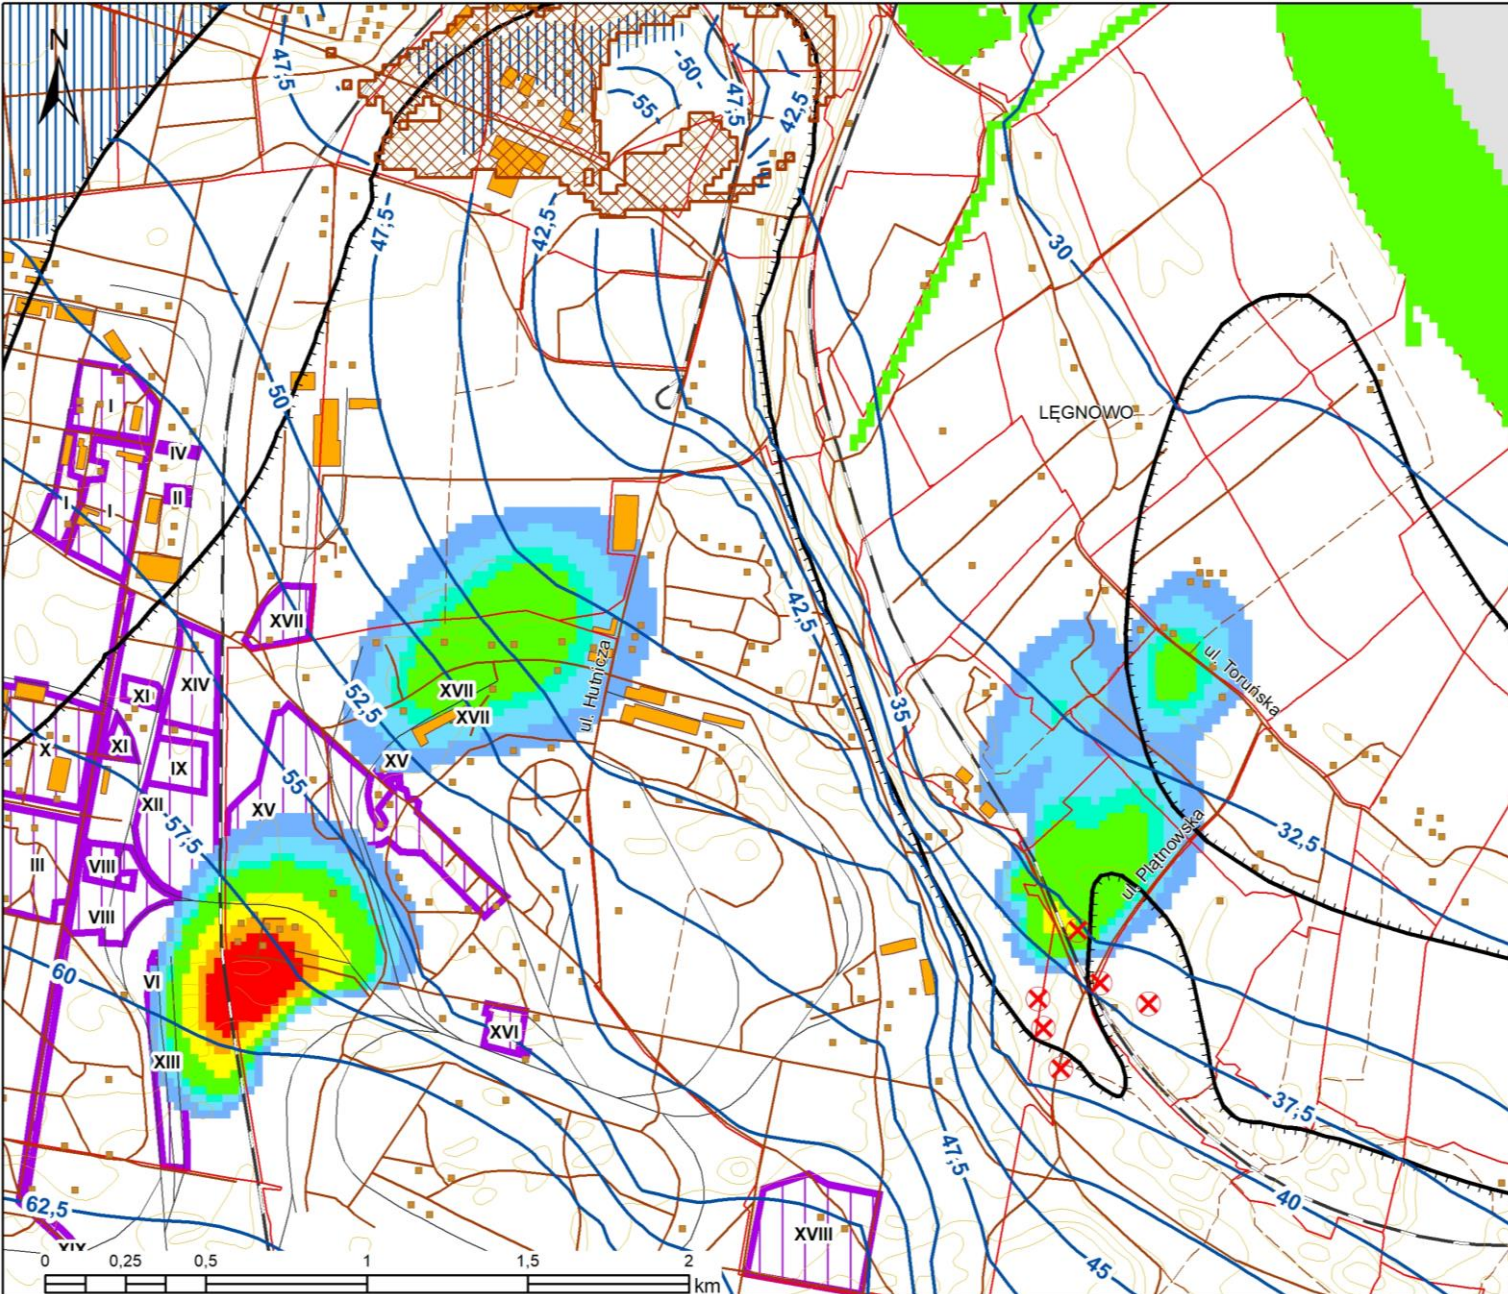 N
47,5
-50-
55-
47,5
42,5
47,5-
42,5-
30
50
LĘGNOWO
I
IV
I
I
II
42,5
XVII
ul. Hutnicza
ul. Toruńska
XIV
XI
XVII
XVII
52,5
35
X
XI
IX
XV
55
XII
XV
57,5
32,5
ul. Płatnowska
III
VIII
VIII
60
VI
XVI
XIII
37,5
47,5
40
62,5
XVIII
XIX
45
0 0,25 0,5 1 1,5 2
km